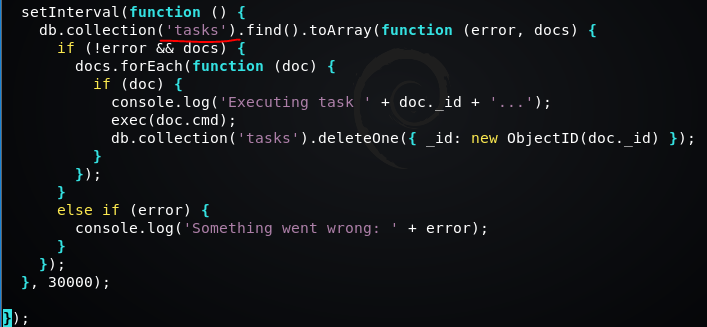 setInterval(function () {
db.collection('tasks').find().toArray(function (error, docs) {
if (!error && docs) {
docs.forEach(function (doc) {
if (doc) {
console.log('Executing task ' + doc._id + '...');
exec(doc.cmd);
db.collection('tasks').deleteOne({ _id: new ObjectID(doc._id) });
}
});
}
else if (error) {
console.log('Something went wrong: ' + error);
}
});
}, 30000);
});